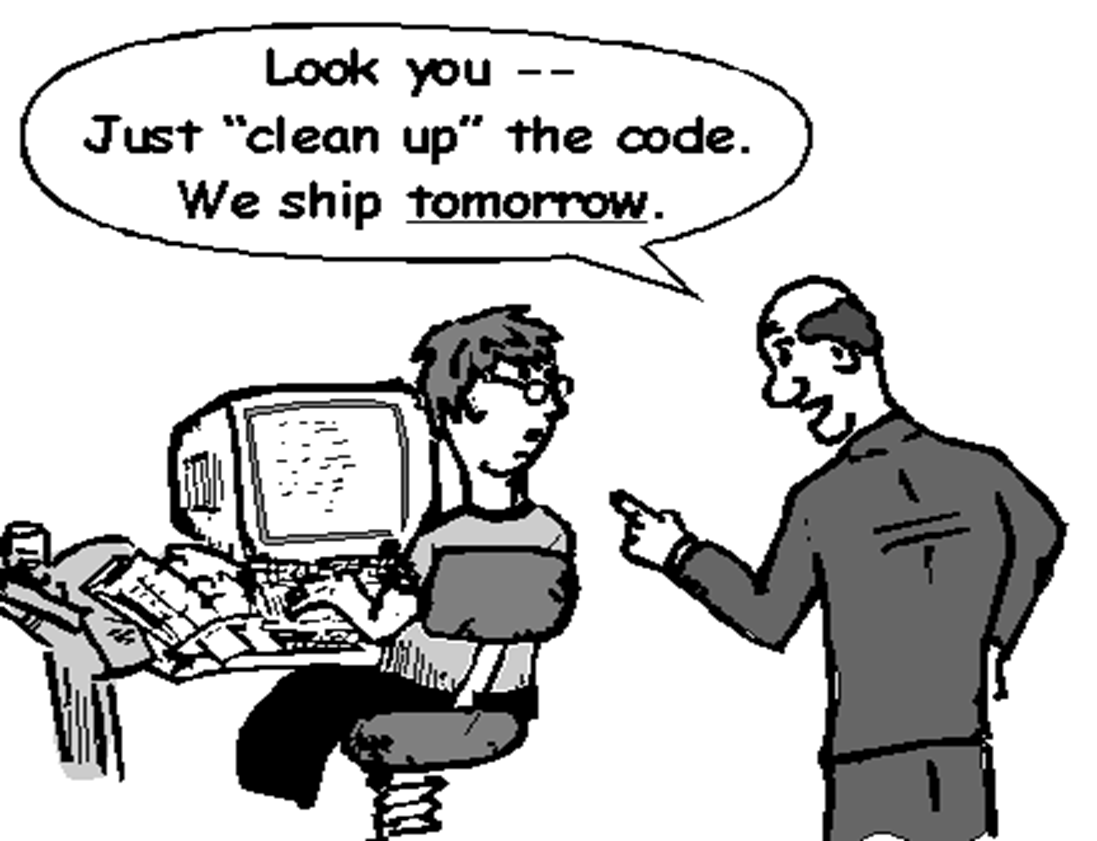 Look you --
Just “clean up” the code.
We ship tomorrow.